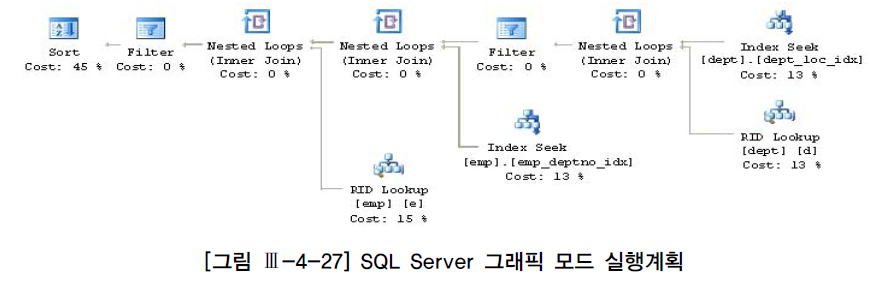 Sort
Cost: 45 %
Filter
Cost: 0 %
Nested Loops
(Inner Join)
Cost: 0 %
Nested Loops
(Inner Join)
Cost: 0 %
Filter
Cost: 0 %
Nested Loops
(Inner Join)
Cost: 0 %
Index Seek
[dept].[dept_loc_idx]
Cost: 13 %
RID Lookup
[dept] [d]
Cost: 13 %
Index Seek
[emp].[emp_deptno_idx]
Cost: 13 %
RID Lookup
[emp] [e]
Cost: 15 %
[그림 Ⅲ-4-27] SQL Server 그래픽 모드 실행계획